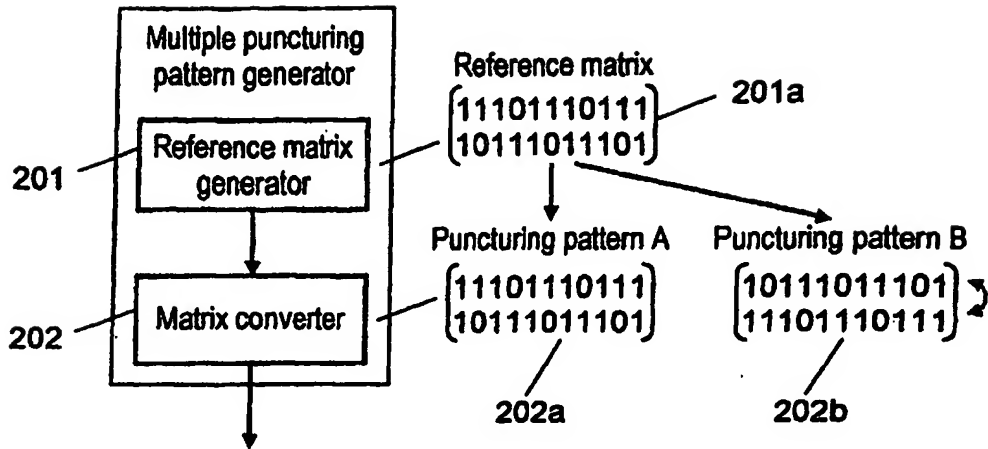 Multiple puncturing
pattern generator
Reference matrix
11101110111
10111011101
201a
201
Reference matrix
generator
Puncturing pattern A
Puncturing pattern B
202
Matrix converter
11101110111
10111011101
10111011101
11101110111
202a
202b